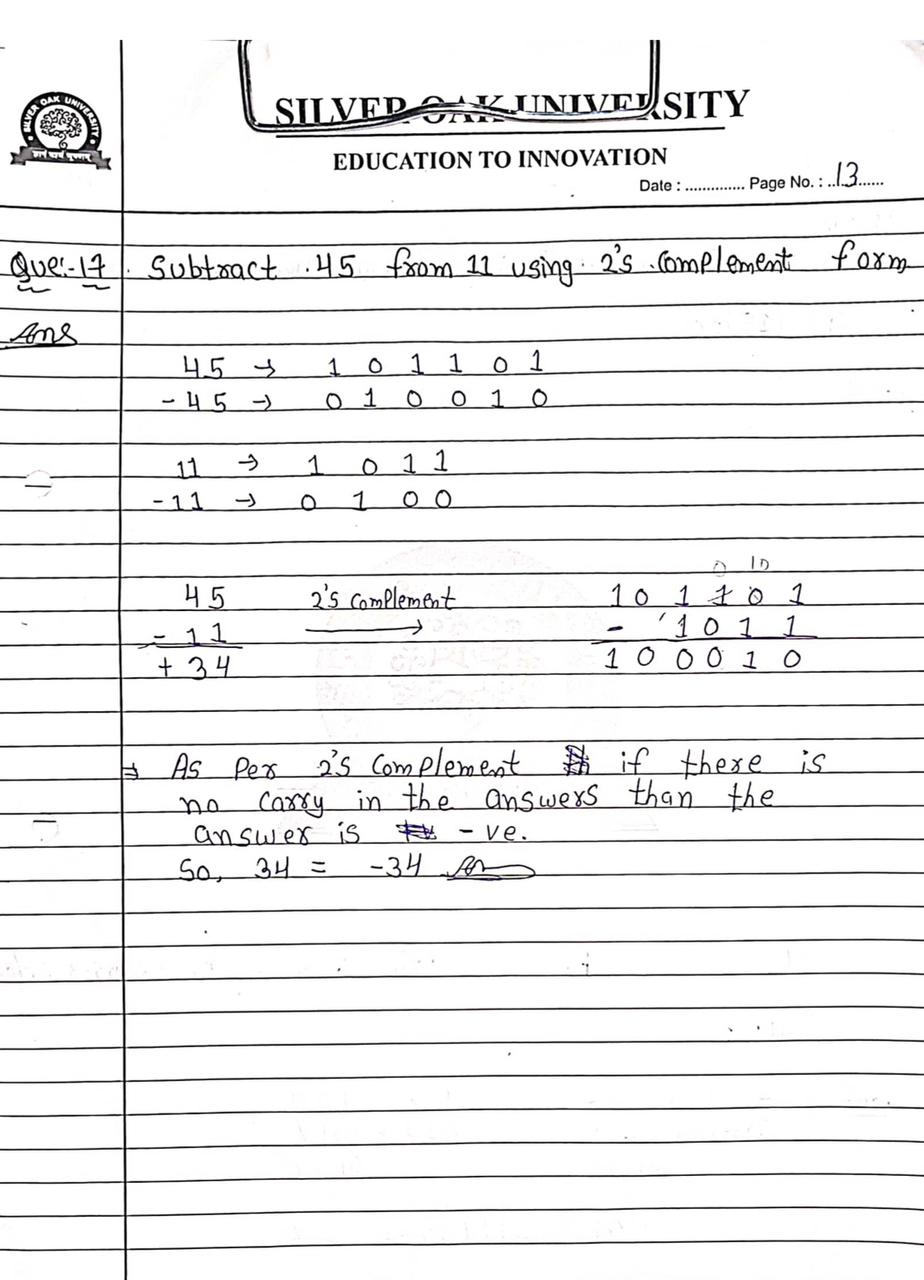 SILVER OAK UNIVERSITY
EDUCATION TO INNOVATION
Date : .............. Page No. : ..13......
Que:-17. Subtract 45 from 11 using 2's complement form
Ans
45 → 1 0 1 1 0 1
- 45 → 0 1 0 0 1 0
11 → 1 0 1 1
-11 → 0 1 0 0
0 10
45 2's complement 1 0 1 1 0 1
- 11 → - 1 0 1 1
+ 34 1 0 0 0 1 0
⇒ As per 2's complement if there is
no carry in the answers than the
answer is -ve.
So, 34 = -34 Ans